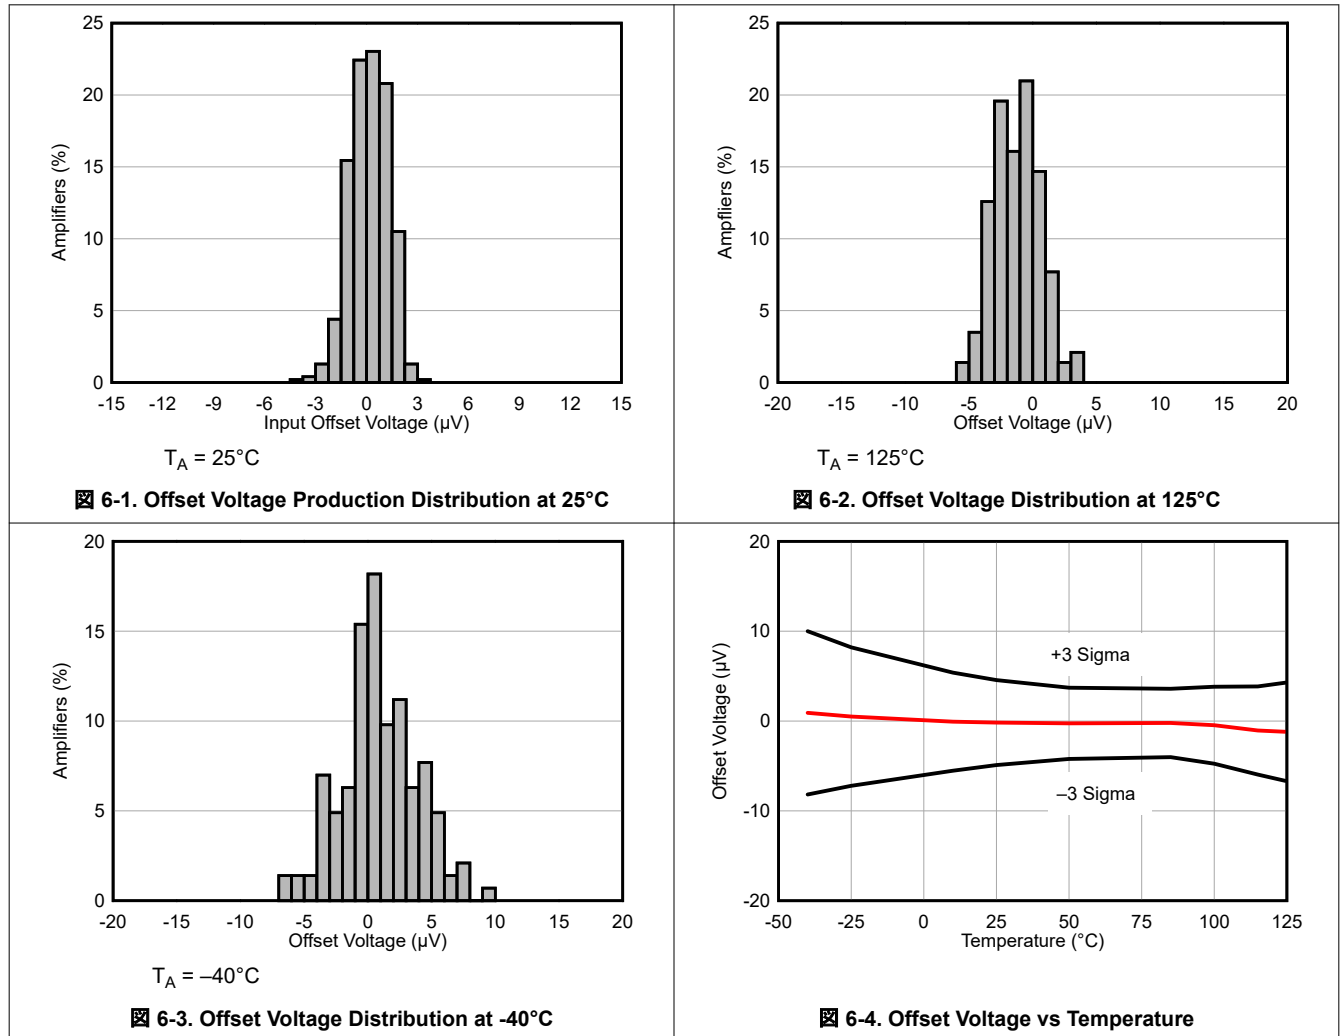 25
20
15
10
5
0
Amplifiers (%)
-15 -12 -9 -6 -3 0 3 6 9 12 15
Input Offset Voltage (µV)
TA = 25°C
図 6-1. Offset Voltage Production Distribution at 25°C
25
20
15
10
5
0
Ampfliers (%)
-20 -15 -10 -5 0 5 10 15 20
Offset Voltage (µV)
TA = 125°C
図 6-2. Offset Voltage Distribution at 125°C
20
15
10
5
0
Amplifiers (%)
-20 -15 -10 -5 0 5 10 15 20
Offset Voltage (µV)
TA = –40°C
図 6-3. Offset Voltage Distribution at -40°C
20
10
0
-10
-20
Offset Voltage (µV)
+3 Sigma
–3 Sigma
-50 -25 0 25 50 75 100 125
Temperature (°C)
図 6-4. Offset Voltage vs Temperature